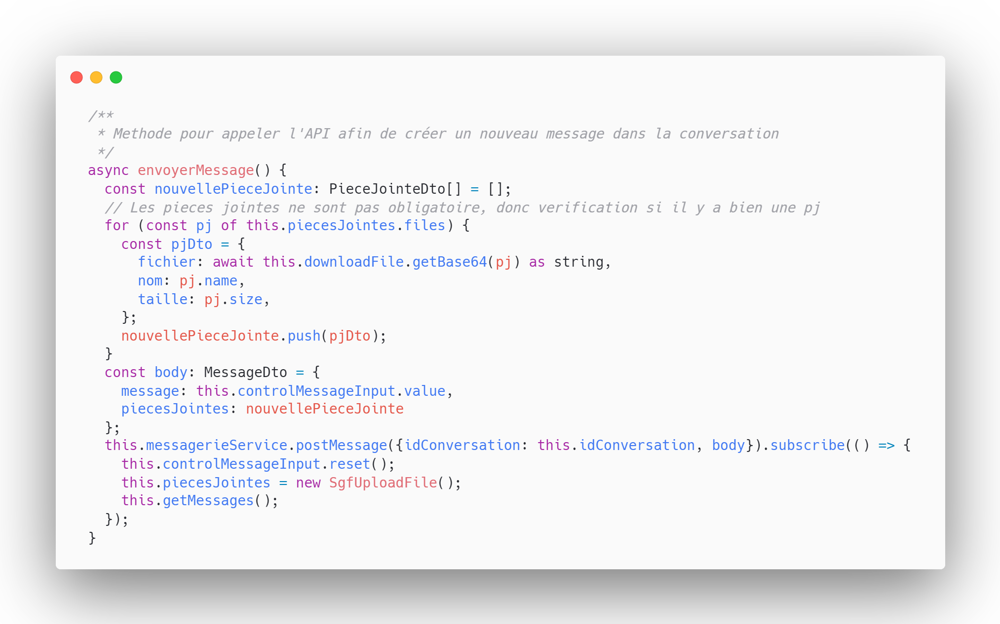 /**
 * Methode pour appeler l'API afin de créer un nouveau message dans la conversation
 */
async envoyerMessage() {
  const nouvellePieceJointe: PieceJointeDto[] = [];
  // Les pieces jointes ne sont pas obligatoire, donc verification si il y a bien une pj
  for (const pj of this.piecesJointes.files) {
    const pjDto = {
      fichier: await this.downloadFile.getBase64(pj) as string,
      nom: pj.name,
      taille: pj.size,
    };
    nouvellePieceJointe.push(pjDto);
  }
  const body: MessageDto = {
    message: this.controlMessageInput.value,
    piecesJointes: nouvellePieceJointe
  };
  this.messagerieService.postMessage({idConversation: this.idConversation, body}).subscribe(() => {
    this.controlMessageInput.reset();
    this.piecesJointes = new SgfUploadFile();
    this.getMessages();
  });
}